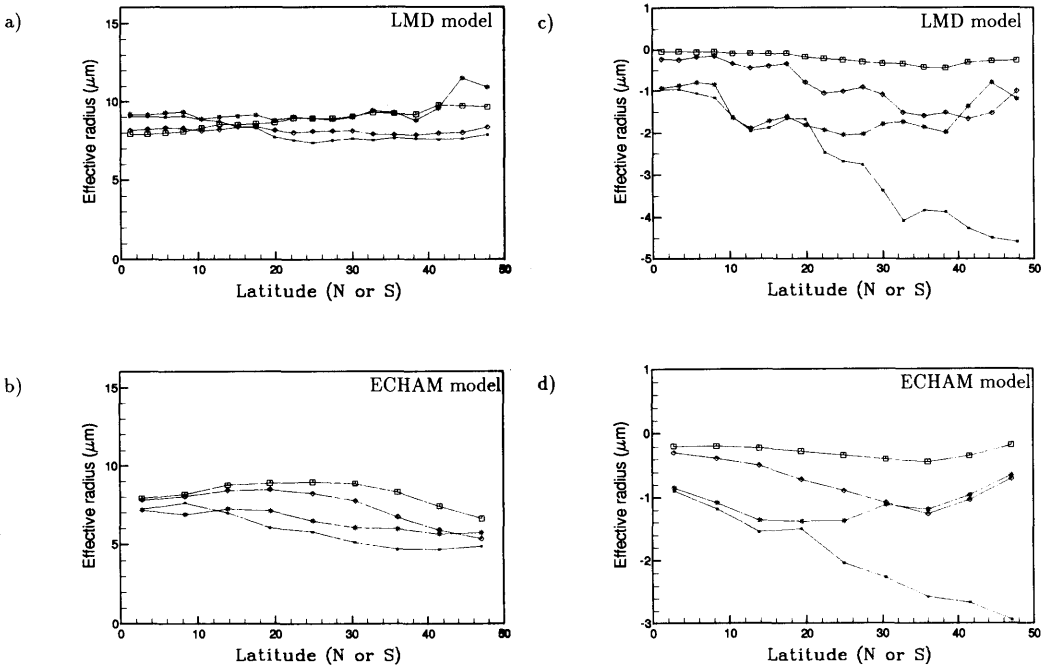 a)
LMD model
15
10
5
0
Effective radius (μm)
0 10 20 30 40
Latitude (N or S)
c)
LMD model
1
0
-1
-2
-3
-4
-5
Effective radius (μm)
0 10 20 30 40 50
Latitude (N or S)
b)
ECHAM model
15
10
5
0
Effective radius (μm)
0 10 20 30 40
Latitude (N or S)
d)
ECHAM model
1
0
-1
-2
-3
Effective radius (μm)
0 10 20 30 40 50
Latitude (N or S)